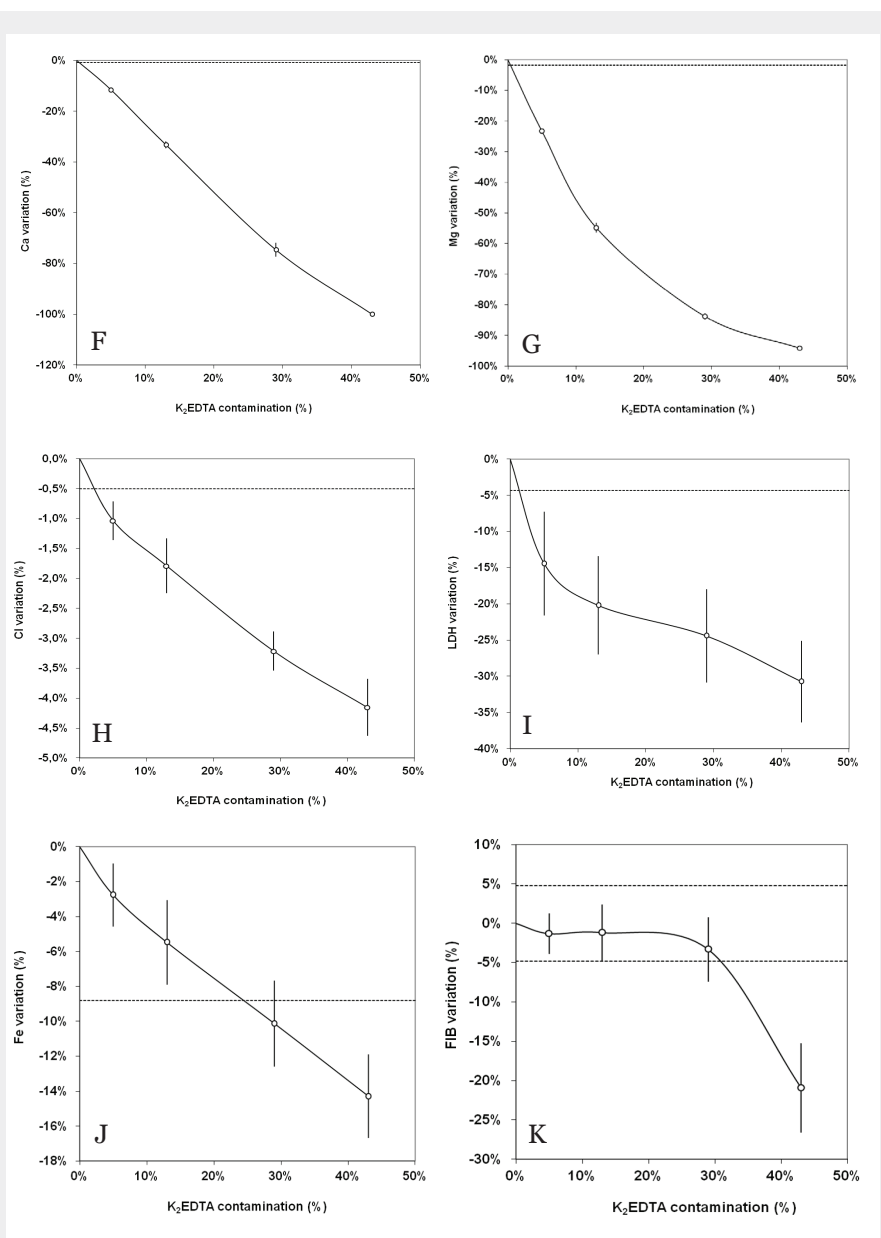 0%
-20%
-40%
-60%
-80%
-100%
-120%
Ca variation (%)
F
0% 10% 20% 30% 40% 50%
K₂EDTA contamination (%)
0%
-10%
-20%
-30%
-40%
-50%
-60%
-70%
-80%
-90%
-100%
Mg variation (%)
G
0% 10% 20% 30% 40% 50%
K₂EDTA contamination (%)
0,0%
-0,5%
-1,0%
-1,5%
-2,0%
-2,5%
-3,0%
-3,5%
-4,0%
-4,5%
-5,0%
Cl variation (%)
H
0% 10% 20% 30% 40% 50%
K₂EDTA contamination (%)
0%
-5%
-10%
-15%
-20%
-25%
-30%
-35%
-40%
LDH variation (%)
I
0% 10% 20% 30% 40% 50%
K₂EDTA contamination (%)
0%
-2%
-4%
-6%
-8%
-10%
-12%
-14%
-16%
-18%
Fe variation (%)
J
0% 10% 20% 30% 40% 50%
K₂EDTA contamination (%)
10%
5%
0%
-5%
-10%
-15%
-20%
-25%
-30%
FIB variation (%)
K
0% 10% 20% 30% 40% 50%
K₂EDTA contamination (%)